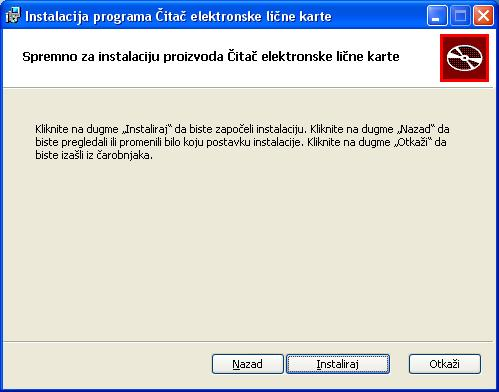 Instalacija programa Čitač elektronske lične karte
Spremno za instalaciju proizvoda Čitač elektronske lične karte
Kliknite na dugme „Instaliraj“ da biste započeli instalaciju. Kliknite na dugme „Nazad“ da
biste pregledali ili promenili bilo koju postavku instalacije. Kliknite na dugme „Otkaži“ da
biste izašli iz čarobnjaka.
Nazad
Instaliraj
Otkaži